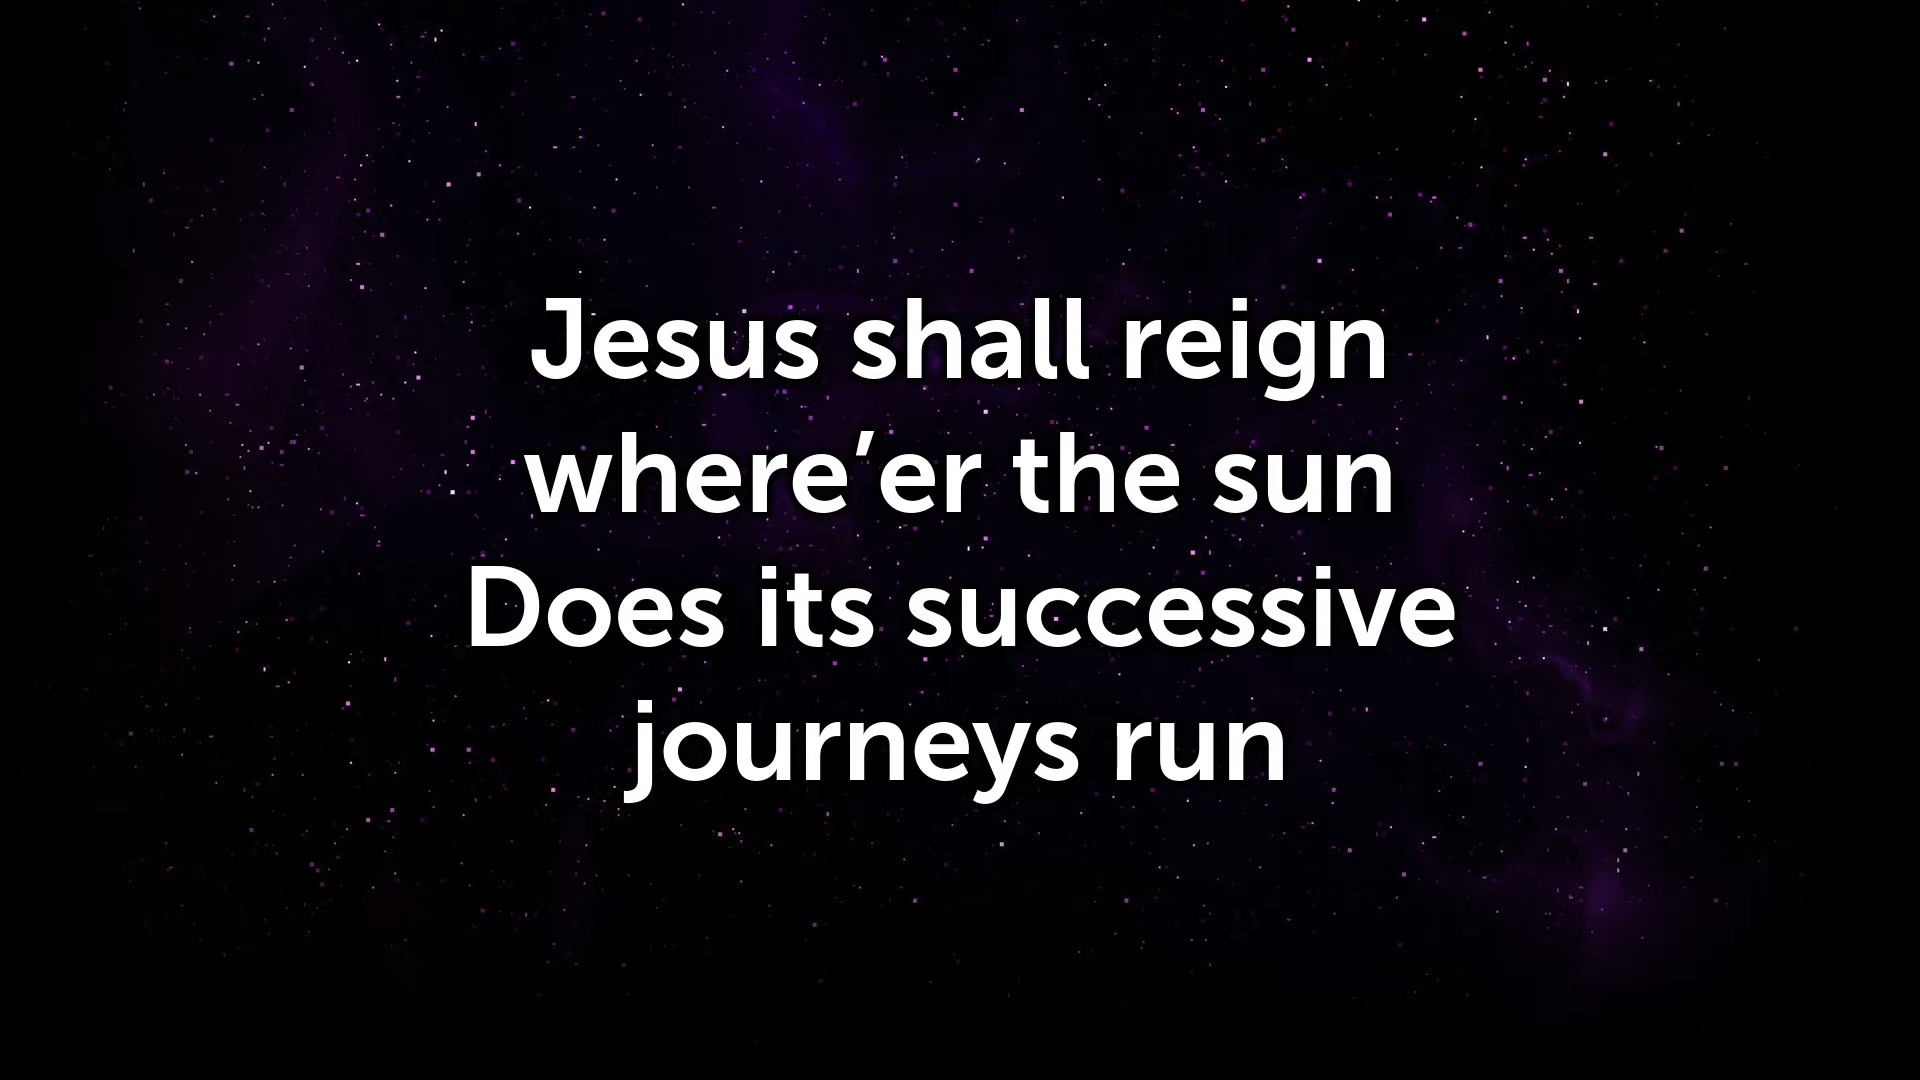 Jesus shall reign
where’er the sun
Does its successive
journeys run